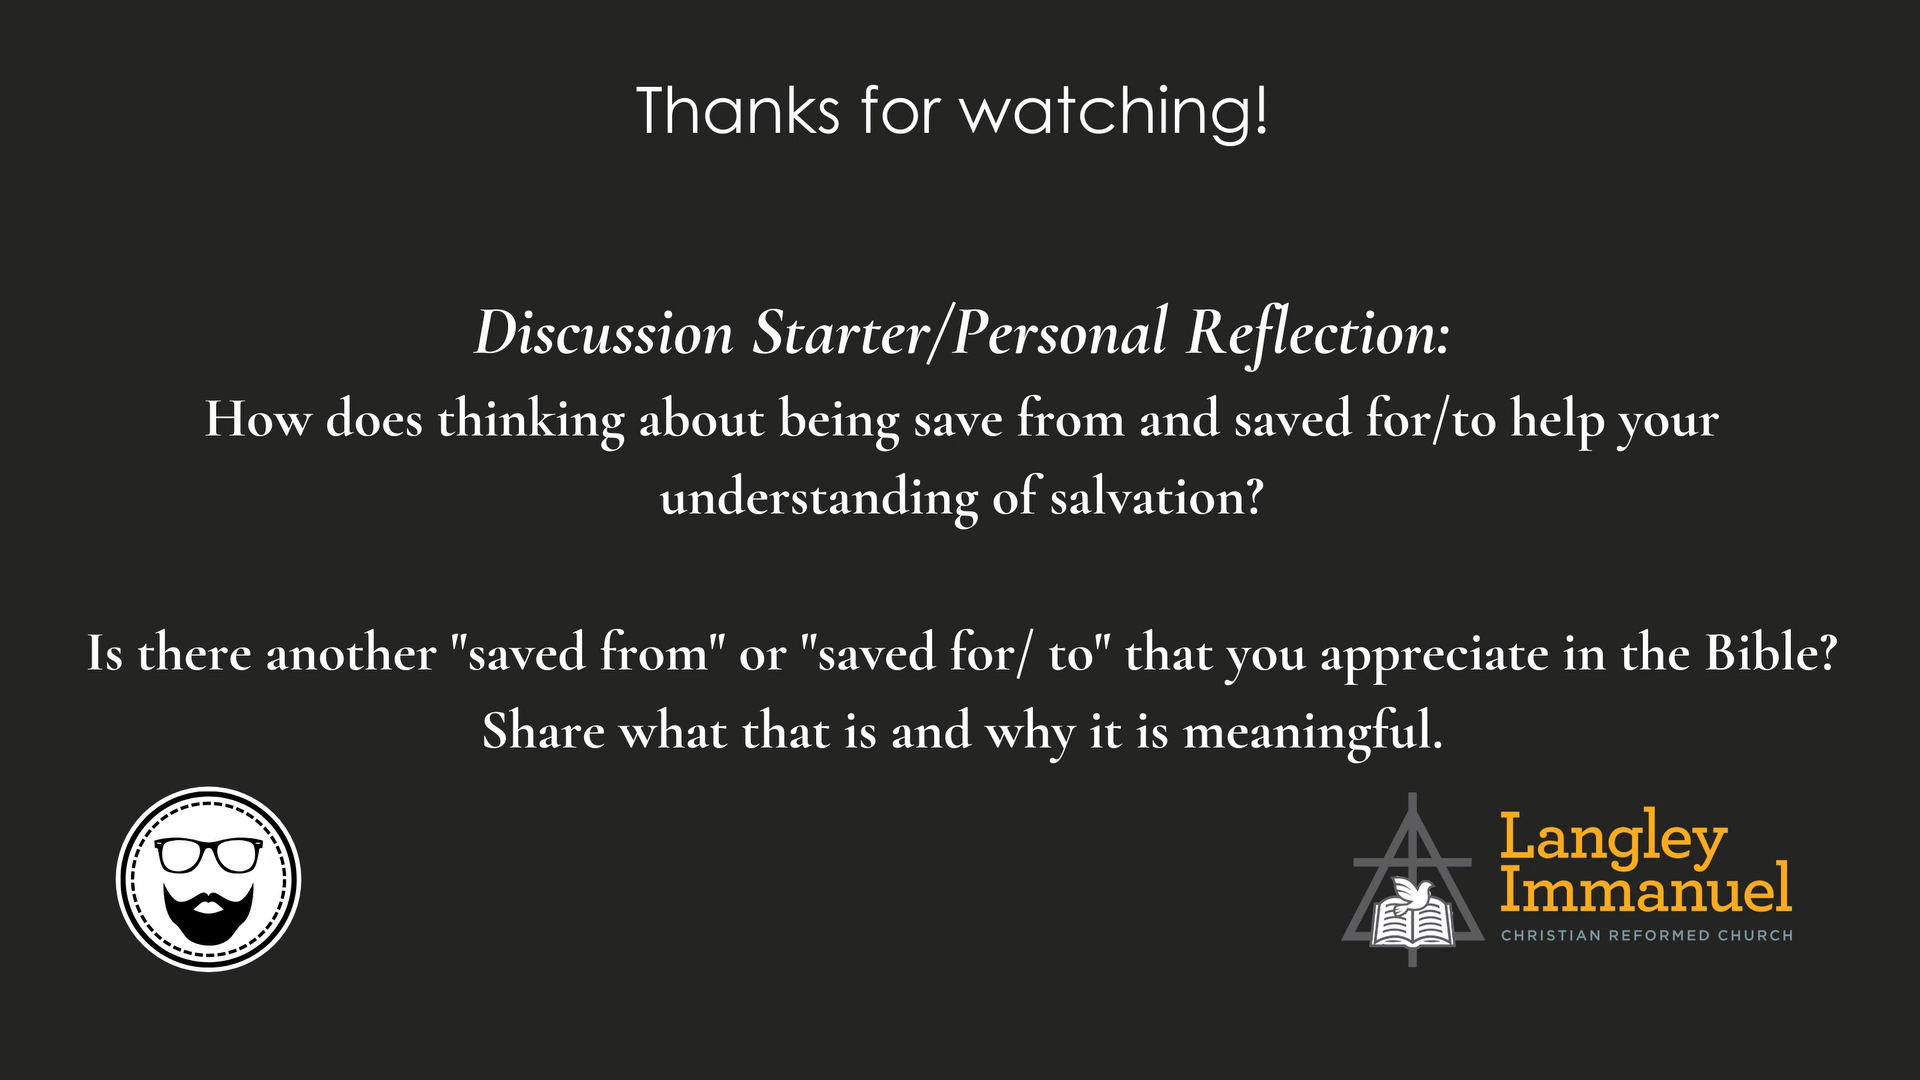 Thanks for watching!
Discussion Starter/Personal Reflection:
How does thinking about being save from and saved for/to help your
understanding of salvation?
Is there another "saved from" or "saved for/ to" that you appreciate in the Bible?
Share what that is and why it is meaningful.
Langley
Immanuel
CHRISTIAN REFORMED CHURCH